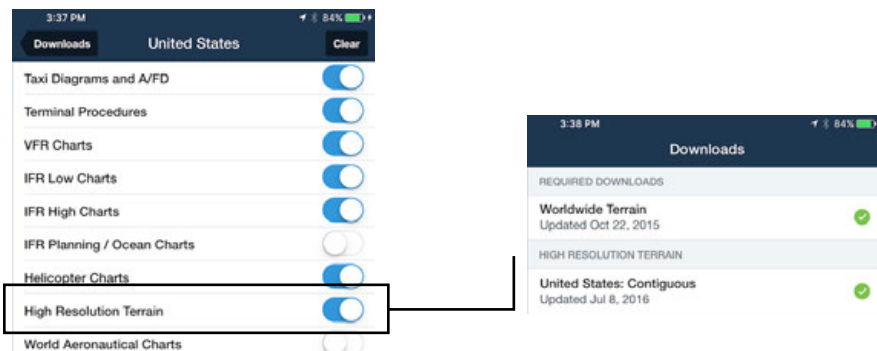 3:37 PM
84%
Downloads
United States
Clear
Taxi Diagrams and A/FD
Terminal Procedures
VFR Charts
IFR Low Charts
IFR High Charts
IFR Planning / Ocean Charts
Helicopter Charts
High Resolution Terrain
World Aeronautical Charts
3:38 PM
84%
Downloads
REQUIRED DOWNLOADS
Worldwide Terrain
Updated Oct 22, 2015
HIGH RESOLUTION TERRAIN
United States: Contiguous
Updated Jul 8, 2016